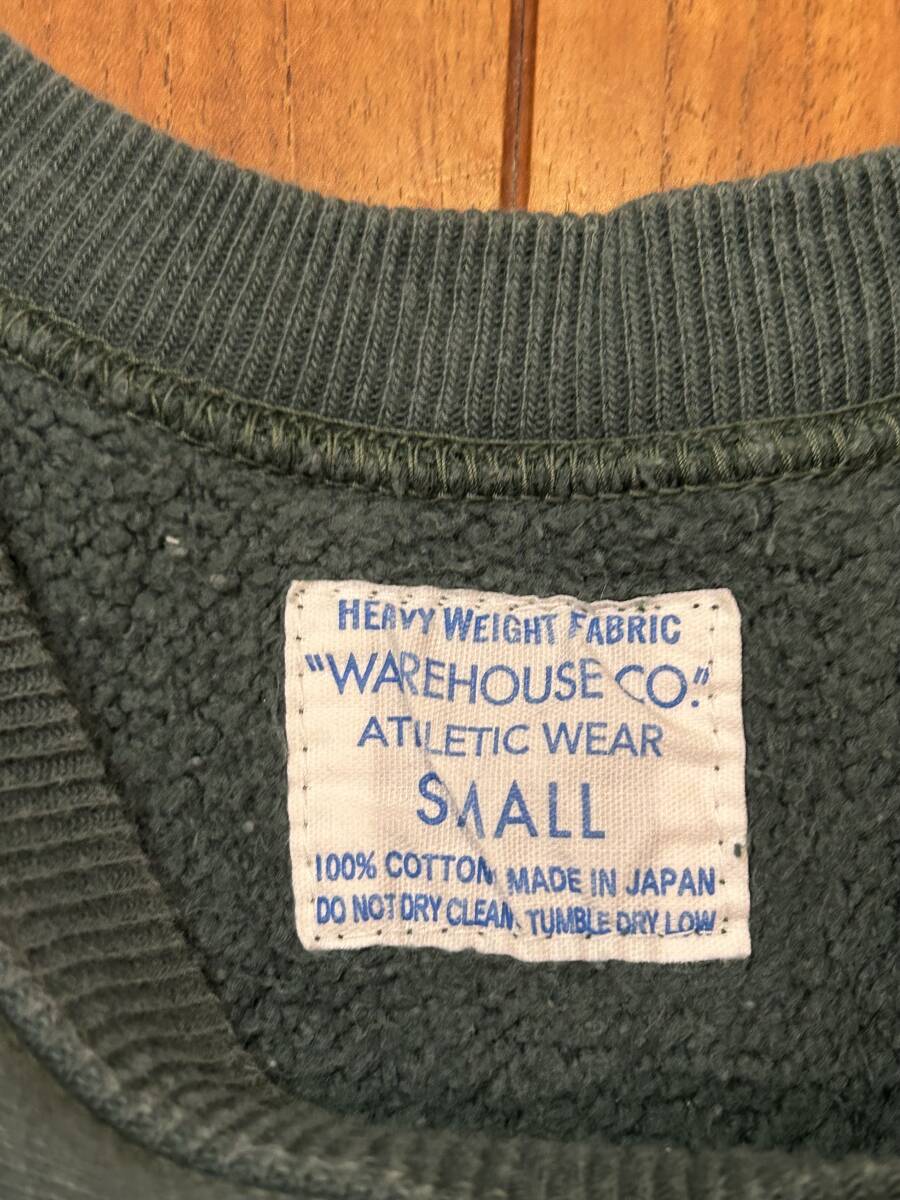 HEAVY WEIGHT FABRIC
"WAREHOUSE CO."
ATHLETIC WEAR
SMALL
100% COTTON MADE IN JAPAN
DO NOT DRY CLEAN, TUMBLE DRY LOW